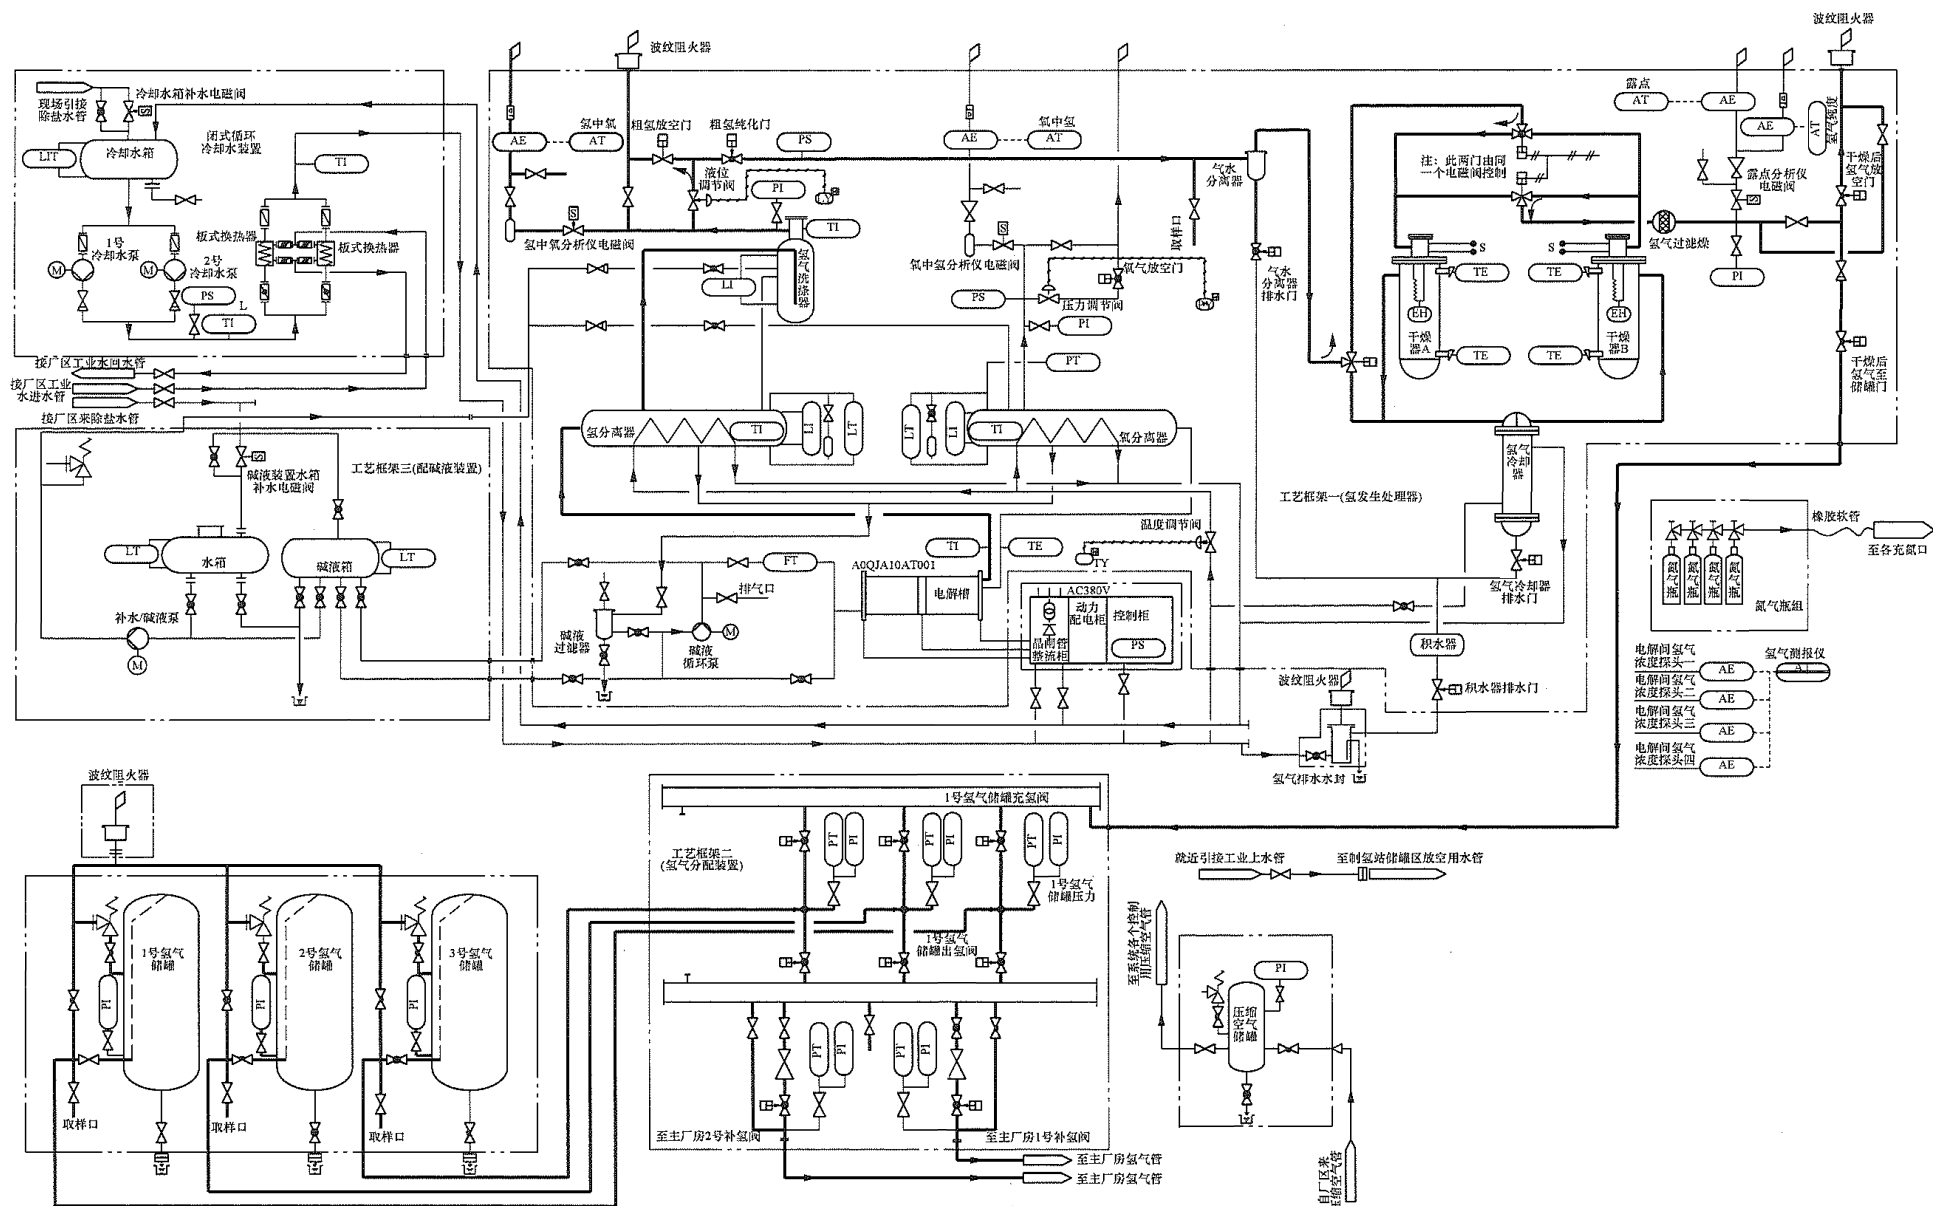 波纹阻火器
波纹阻火器
现场引接
除盐水管
冷却水箱补水电磁阀
闭式循环
冷却水装置
LIT
冷却水箱
TI
1号
冷却水泵
2号
冷却水泵
M
M
板式换热器
板式换热器
PS
L
TI
接厂区工业水回水管
接厂区工业
水进水管
接厂区来除盐水管
氢中氧
AE
AT
粗氢放空门
粗氢纯化门
PS
液位
调节阀
PI
LY
TI
氢中氧分析仪电磁阀
S
氢
气
洗
涤
器
LI
氧中氢
AE
AT
S
氧中氢分析仪电磁阀
氧气放空门
PS
压力调节阀
PI
PT
气水
分离器
取样口
气水
分离器
排水门
注：此两门由同
一个电磁阀控制
露点
AT
AE
AE
AT
氢气纯度
露点分析仪
电磁阀
干燥后
氢气放
空门
氢气过滤燥
PI
S
S
TE
TE
TE
TE
EH
EH
干燥
器A
干燥
器B
干燥后
氢气至
储罐门
氢分离器
TI
LI
LT
LT
LI
TI
氧分离器
氢气
冷却
器
工艺框架一(氢发生处理器)
工艺框架三(配碱液装置)
碱液装置水箱
补水电磁阀
LT
水箱
碱液箱
LT
补水/碱液泵
M
温度调节阀
TY
TI
TE
FT
A0QJA10AT001
电解槽
排气口
碱液
过滤器
碱液
循环泵
M
AC380V
动力
配电柜
控制柜
晶闸管
整流柜
PS
氢气冷却器
排水门
积水器
积水器排水门
波纹阻火器
氢气排水水封
橡胶软管
至各充氮口
氮气瓶
氮气瓶
氮气瓶
氮气瓶
氮气瓶组
电解间氢气
浓度探头一
AE
氢气测报仪
电解间氢气
浓度探头二
AE
电解间氢气
浓度探头三
AE
电解间氢气
浓度探头四
AE
波纹阻火器
1号氢气
储罐
2号氢气
储罐
3号氢气
储罐
PI
PI
PI
取样口
取样口
取样口
1号氢气储罐充氢阀
工艺框架二
(氢气分配装置)
PT
PI
PT
PI
PT
PI
1号氢气
储罐压力
1号氢气
储罐出氢阀
PT
PI
PT
PI
至主厂房2号补氢阀
至主厂房1号补氢阀
至主厂房氢气管
至主厂房氢气管
就近引接工业上水管
至制氢站储罐区放空用水管
至系统各个控制
用压缩空气管
PI
压缩
空气
储罐
自厂区来
压缩空气管